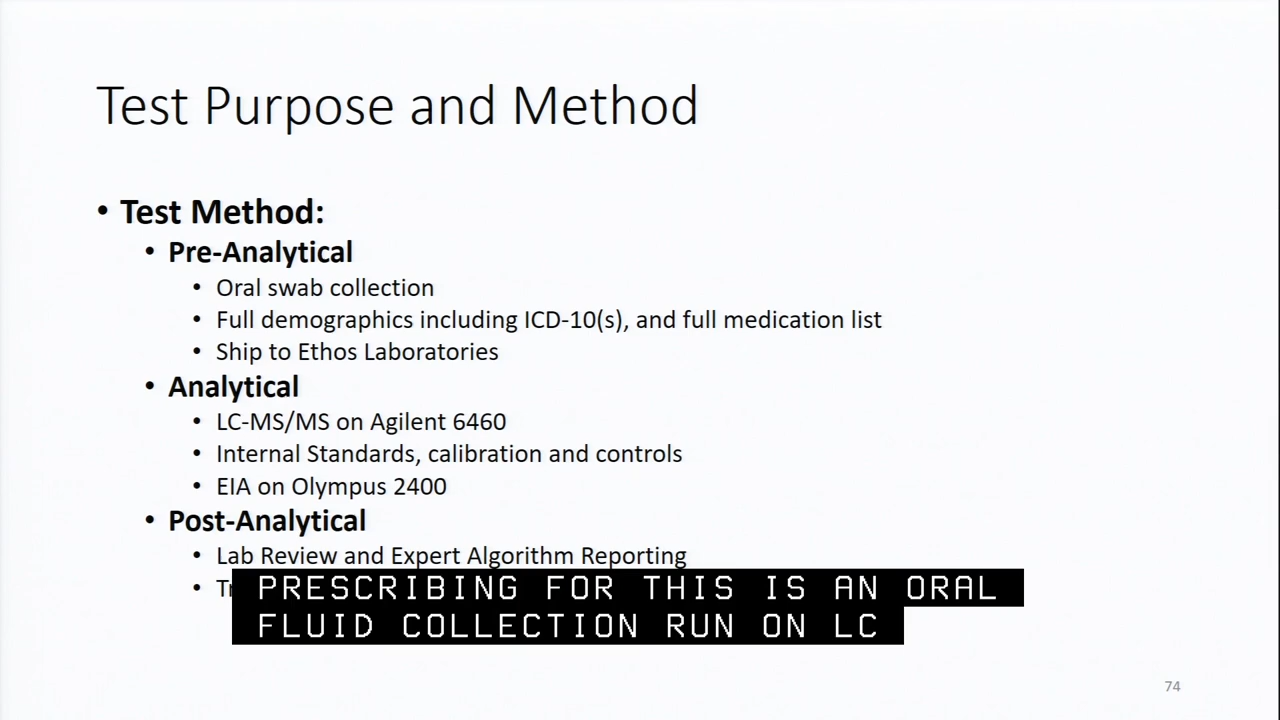 Test Purpose and Method
• Test Method:
• Pre-Analytical
• Oral swab collection
• Full demographics including ICD-10(s), and full medication list
• Ship to Ethos Laboratories
• Analytical
• LC-MS/MS on Agilent 6460
• Internal Standards, calibration and controls
• EIA on Olympus 2400
• Post-Analytical
• Lab Review and Expert Algorithm Reporting
•
PRESCRIBING FOR THIS IS AN ORAL
FLUID COLLECTION RUN ON LC
74